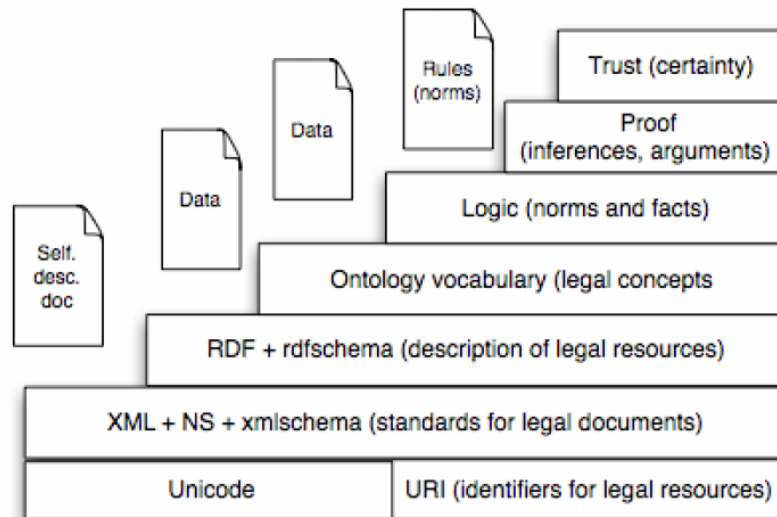 Rules
(norms)
Trust (certainty)
Data
Proof
(inferences, arguments)
Data
Logic (norms and facts)
Self.
desc.
doc
Ontology vocabulary (legal concepts
RDF + rdfschema (description of legal resources)
XML + NS + xmlschema (standards for legal documents)
Unicode
URI (identifiers for legal resources)